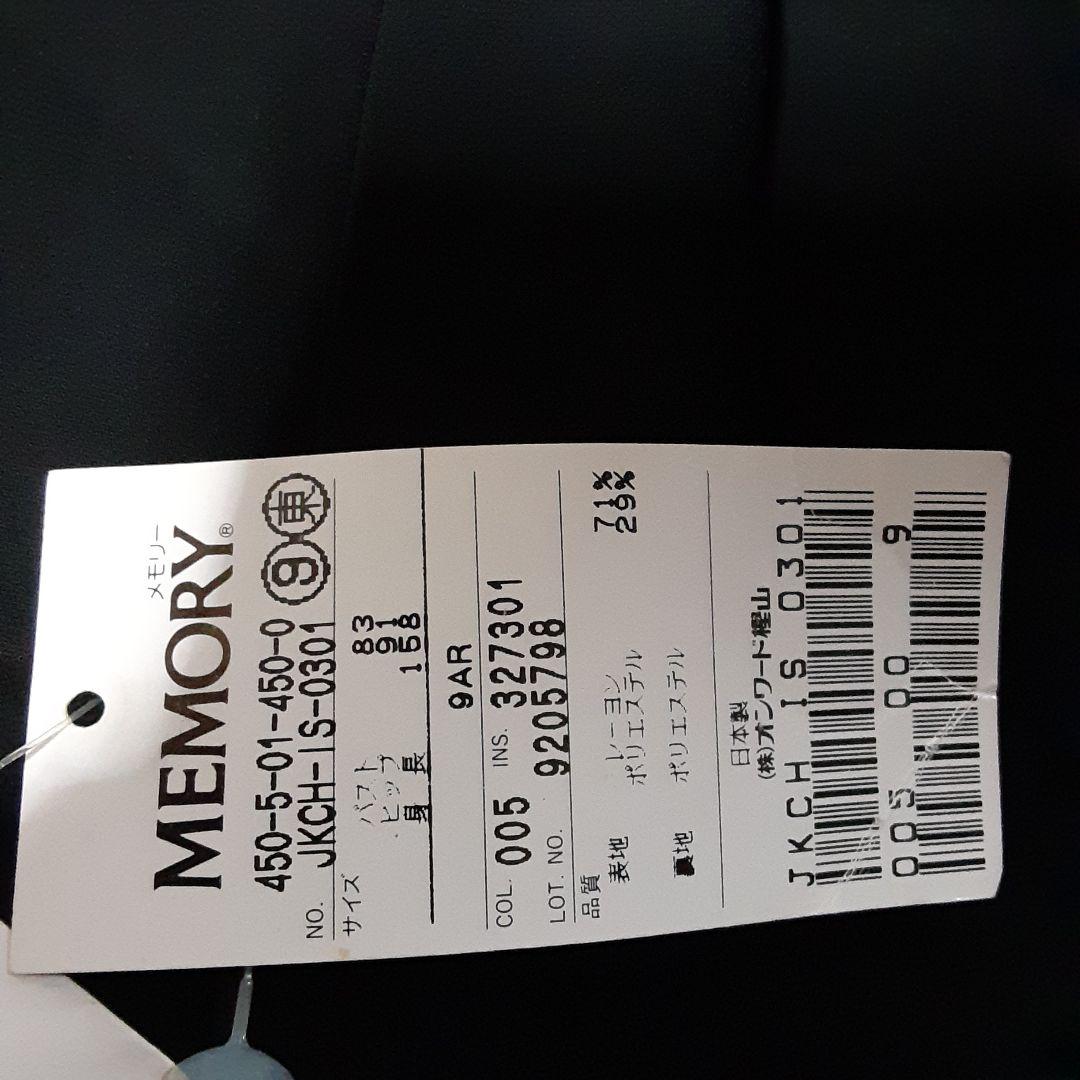 メモリー
MEMORY®
450-5-01-450-0 ⑨ 東
NO. JKCH-IS-0301
サイズ バスト 83
ヒップ 91
身長 158
9AR
COL. 005 INS. 327301
LOT. NO. 9205798
品質 表地 レーヨン 71%
ポリエステル 29%
裏地 ポリエステル
日本製
(株)オンワード樫山
JKCH IS 0301
005 00 9